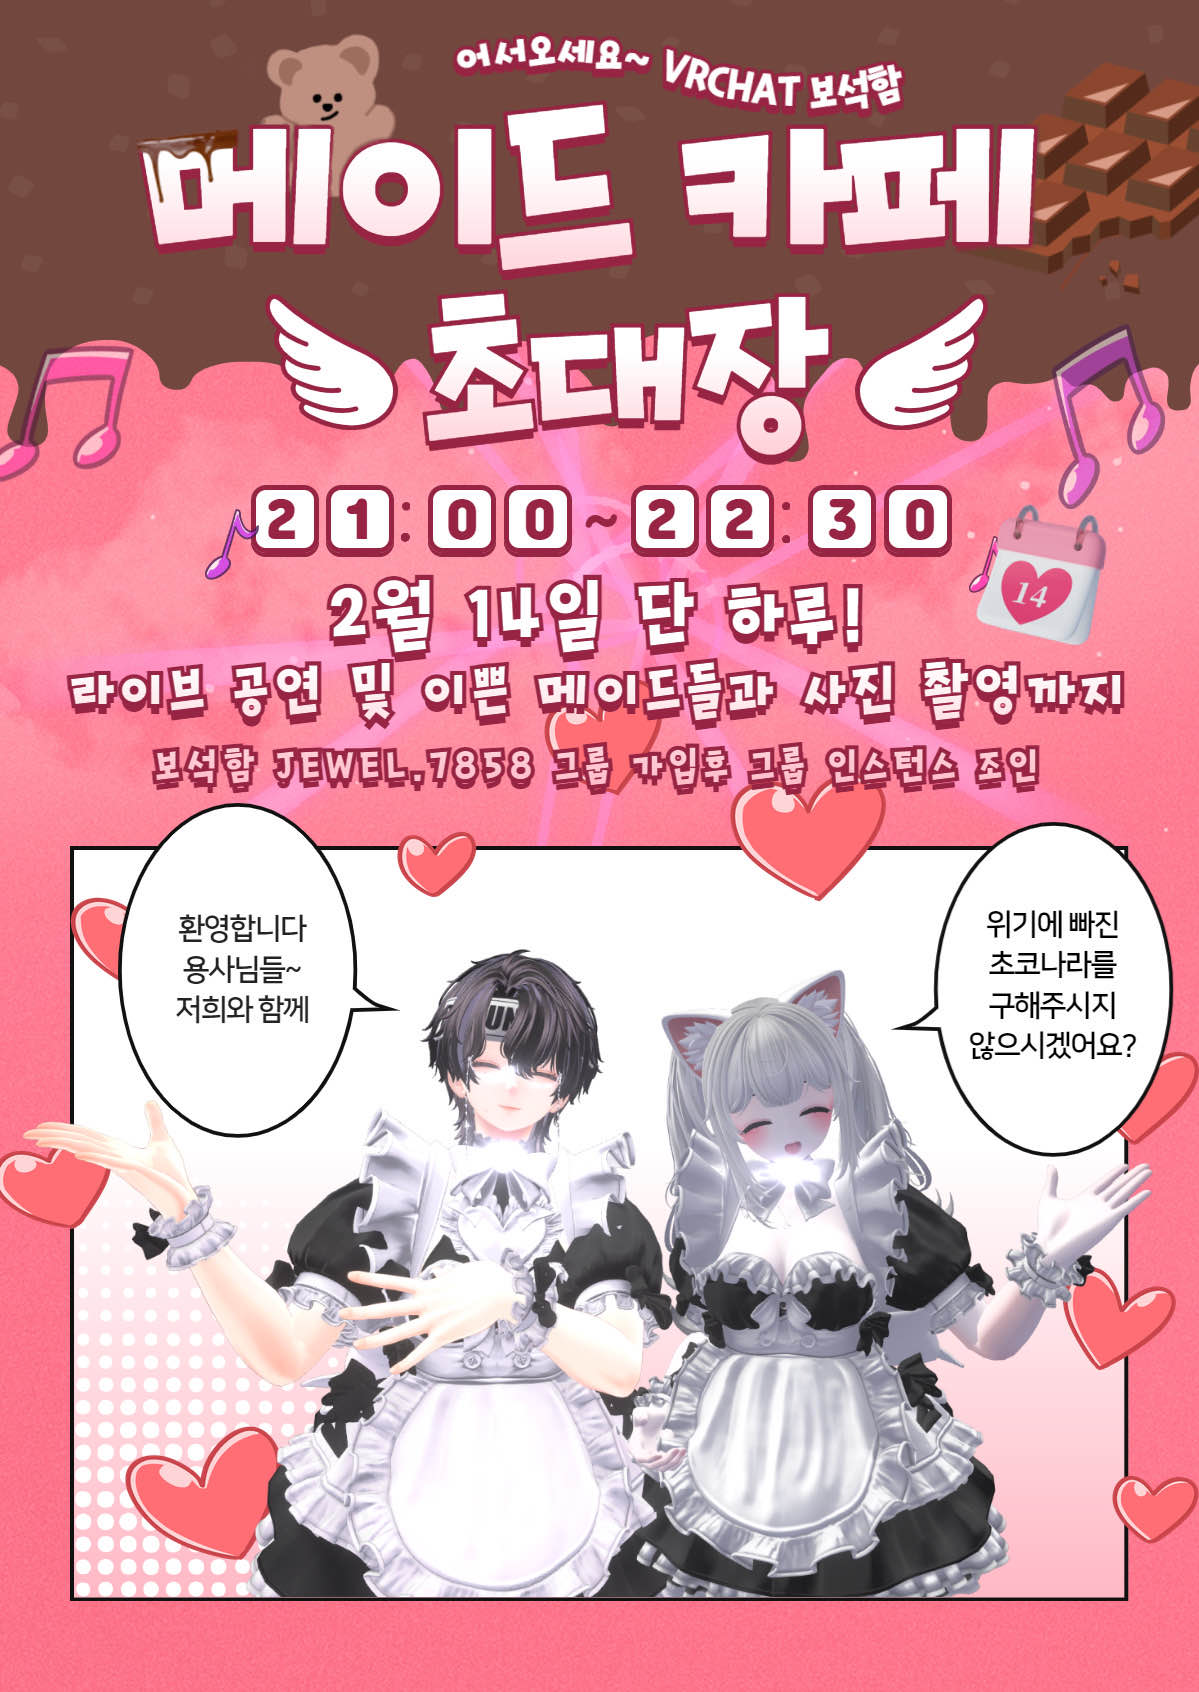 어서오세요~ VRCHAT 보석함
메이드 카페
초대장
21:00~22:30
14
2월 14일 단 하루!
라이브 공연 및 이쁜 메이드들과 사진 촬영까지
보석함 JEWEL.7858 그룹 가입후 그룹 인스턴스 조인
환영합니다
용사님들~
저희와 함께
위기에 빠진
초코나라를
구해주시지
않으시겠어요?